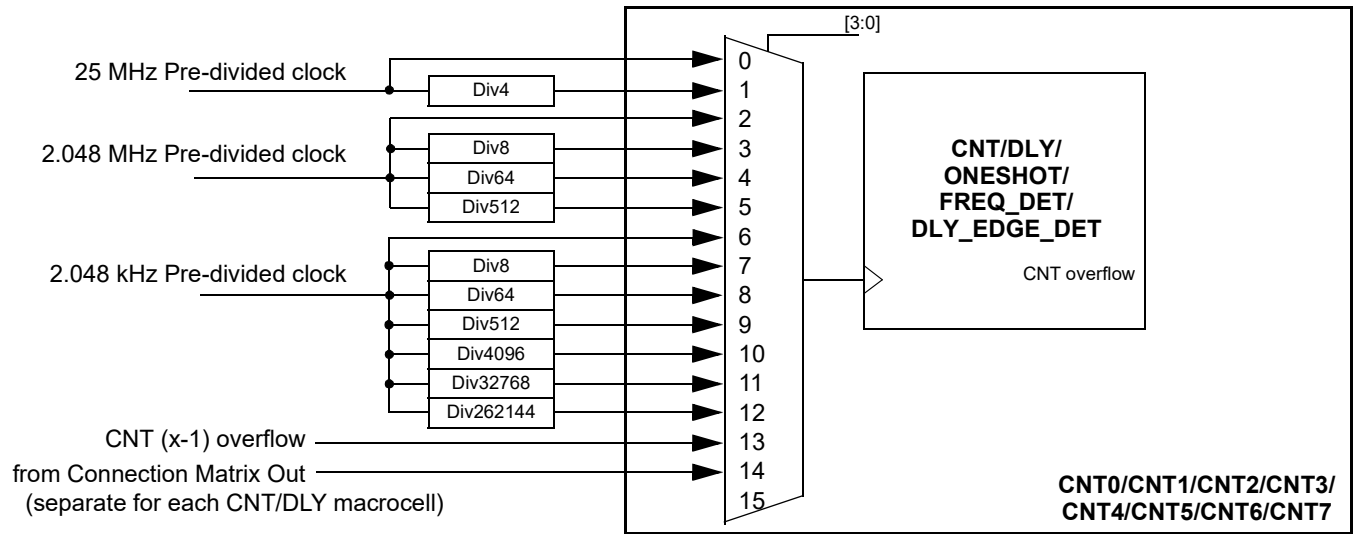 [3:0]
25 MHz Pre-divided clock
Div4
2.048 MHz Pre-divided clock
Div8
Div64
Div512
2.048 kHz Pre-divided clock
Div8
Div64
Div512
Div4096
Div32768
Div262144
CNT (x-1) overflow
from Connection Matrix Out
(separate for each CNT/DLY macrocell)
0
1
2
3
4
5
6
7
8
9
10
11
12
13
14
15
CNT/DLY/
ONESHOT/
FREQ_DET/
DLY_EDGE_DET
CNT overflow
CNT0/CNT1/CNT2/CNT3/
CNT4/CNT5/CNT6/CNT7